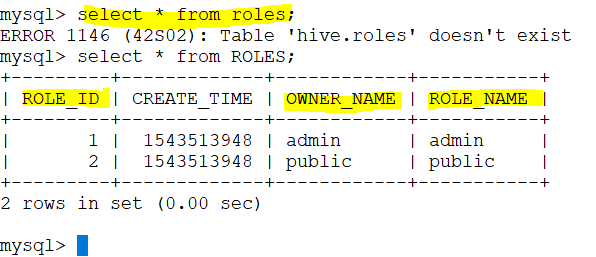 mysql> select * from roles;
ERROR 1146 (42S02): Table 'hive.roles' doesn't exist
mysql> select * from ROLES;
+---------+-------------+------------+-----------+
| ROLE_ID | CREATE_TIME | OWNER_NAME | ROLE_NAME |
+---------+-------------+------------+-----------+
|       1 |  1543513948 | admin      | admin     |
|       2 |  1543513948 | public     | public    |
+---------+-------------+------------+-----------+
2 rows in set (0.00 sec)
mysql>